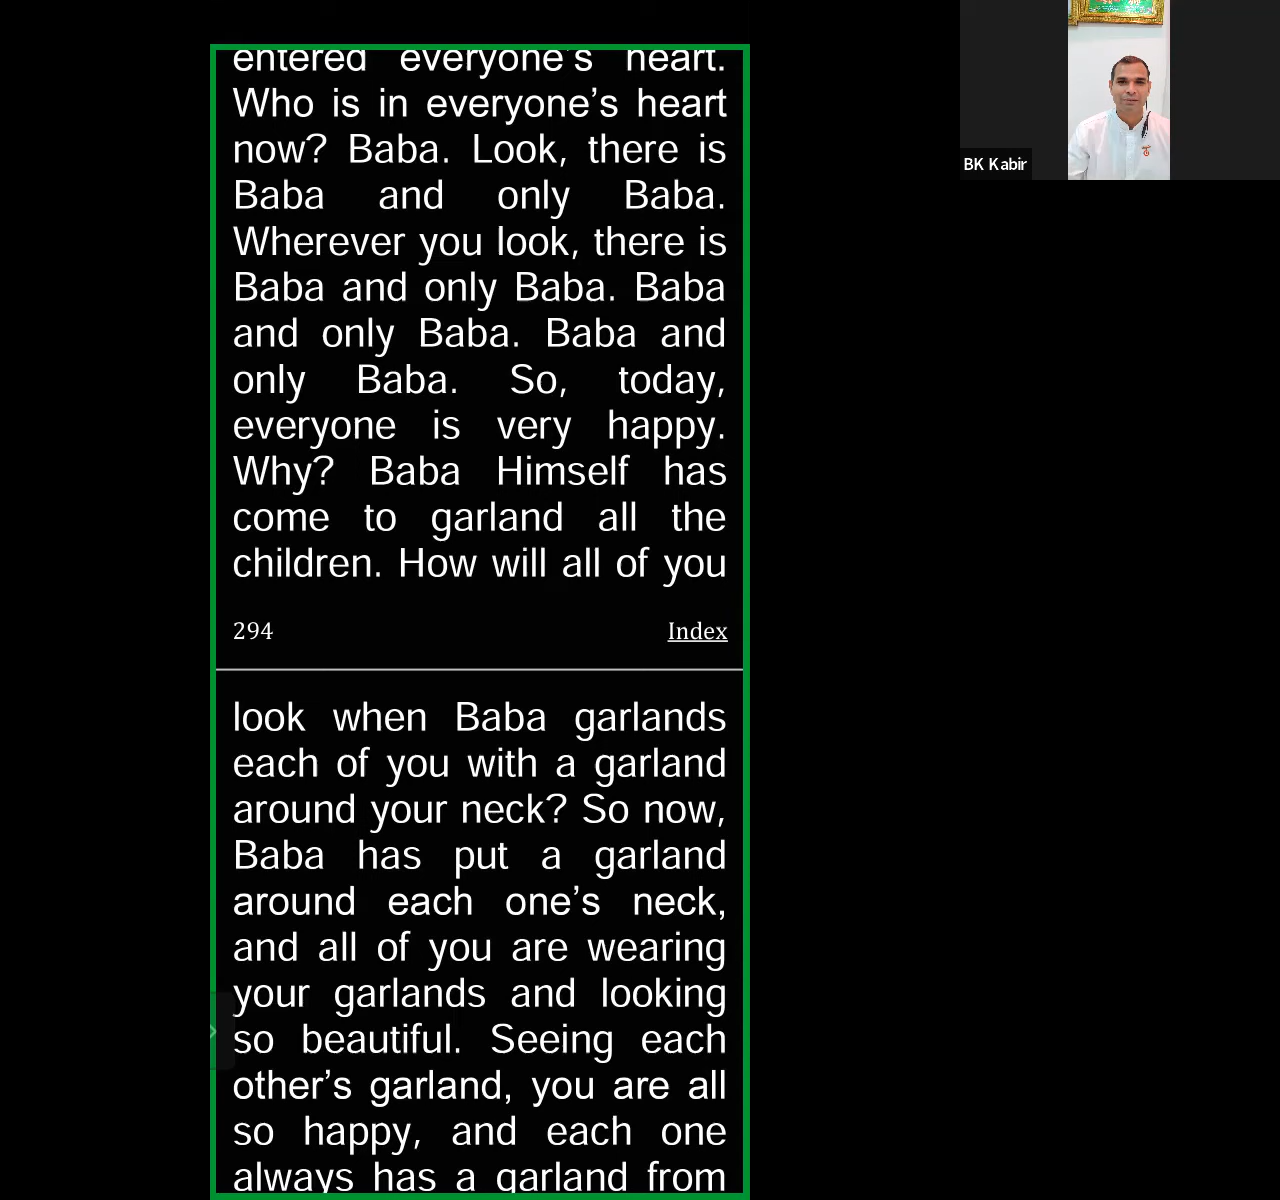 entered everyone’s heart.
Who is in everyone’s heart
now? Baba. Look, there is
Baba and only Baba.
Wherever you look, there is
Baba and only Baba. Baba
and only Baba. Baba and
only Baba. So, today,
everyone is very happy.
Why? Baba Himself has
come to garland all the
children. How will all of you
294 Index
look when Baba garlands
each of you with a garland
around your neck? So now,
Baba has put a garland
around each one’s neck,
and all of you are wearing
your garlands and looking
so beautiful. Seeing each
other’s garland, you are all
so happy, and each one
always has a garland from
BK Kabir